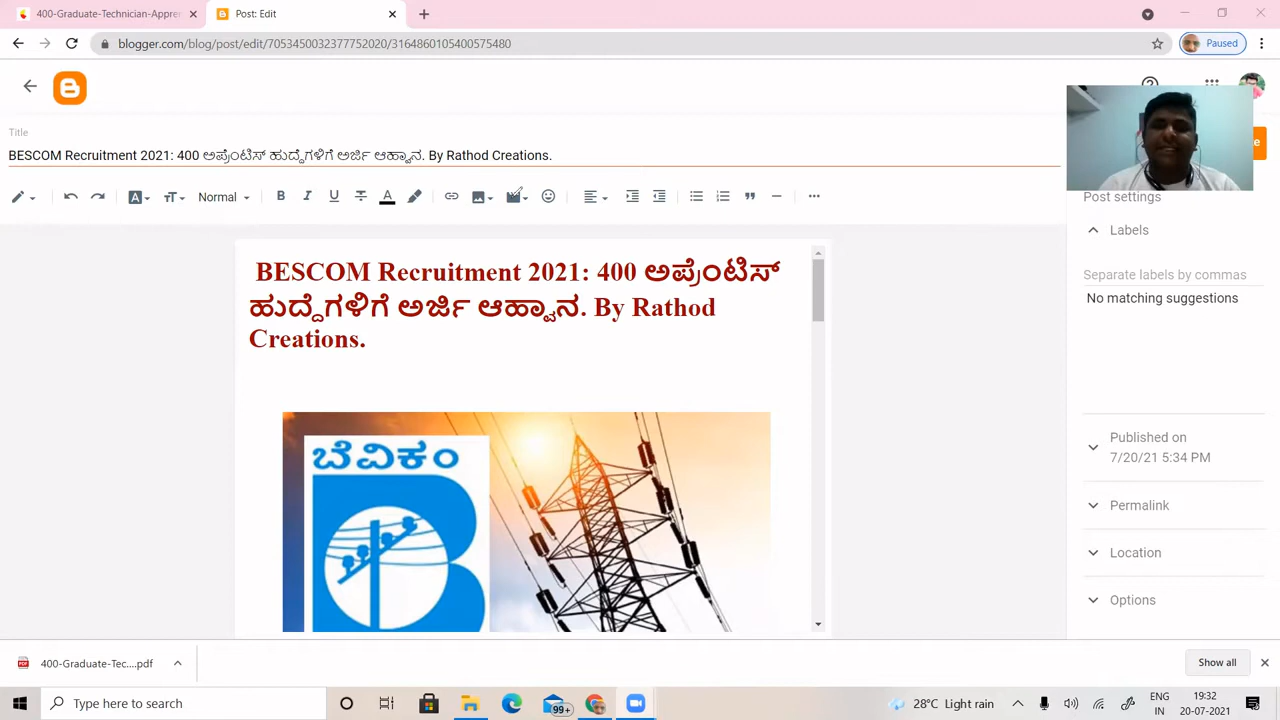 400-Graduate-Technician-Appre
Post: Edit
blogger.com/blog/post/edit/7053450032377752020/3164860105400575480
Paused
Title
BESCOM Recruitment 2021: 400 ಅಪ್ರೆಂಟಿಸ್ ಹುದ್ದೆಗಳಿಗೆ ಅರ್ಜಿ ಆಹ್ವಾನ. By Rathod Creations.
Normal
BESCOM Recruitment 2021: 400 ಅಪ್ರೆಂಟಿಸ್
ಹುದ್ದೆಗಳಿಗೆ ಅರ್ಜಿ ಆಹ್ವಾನ. By Rathod
Creations.
ಬೆವಿಕಂ
Post settings
Labels
Separate labels by commas
No matching suggestions
Published on
7/20/21 5:34 PM
Permalink
Location
Options
400-Graduate-Tec....pdf
Show all
Type here to search
99+
28°C Light rain
ENG
IN
19:32
20-07-2021